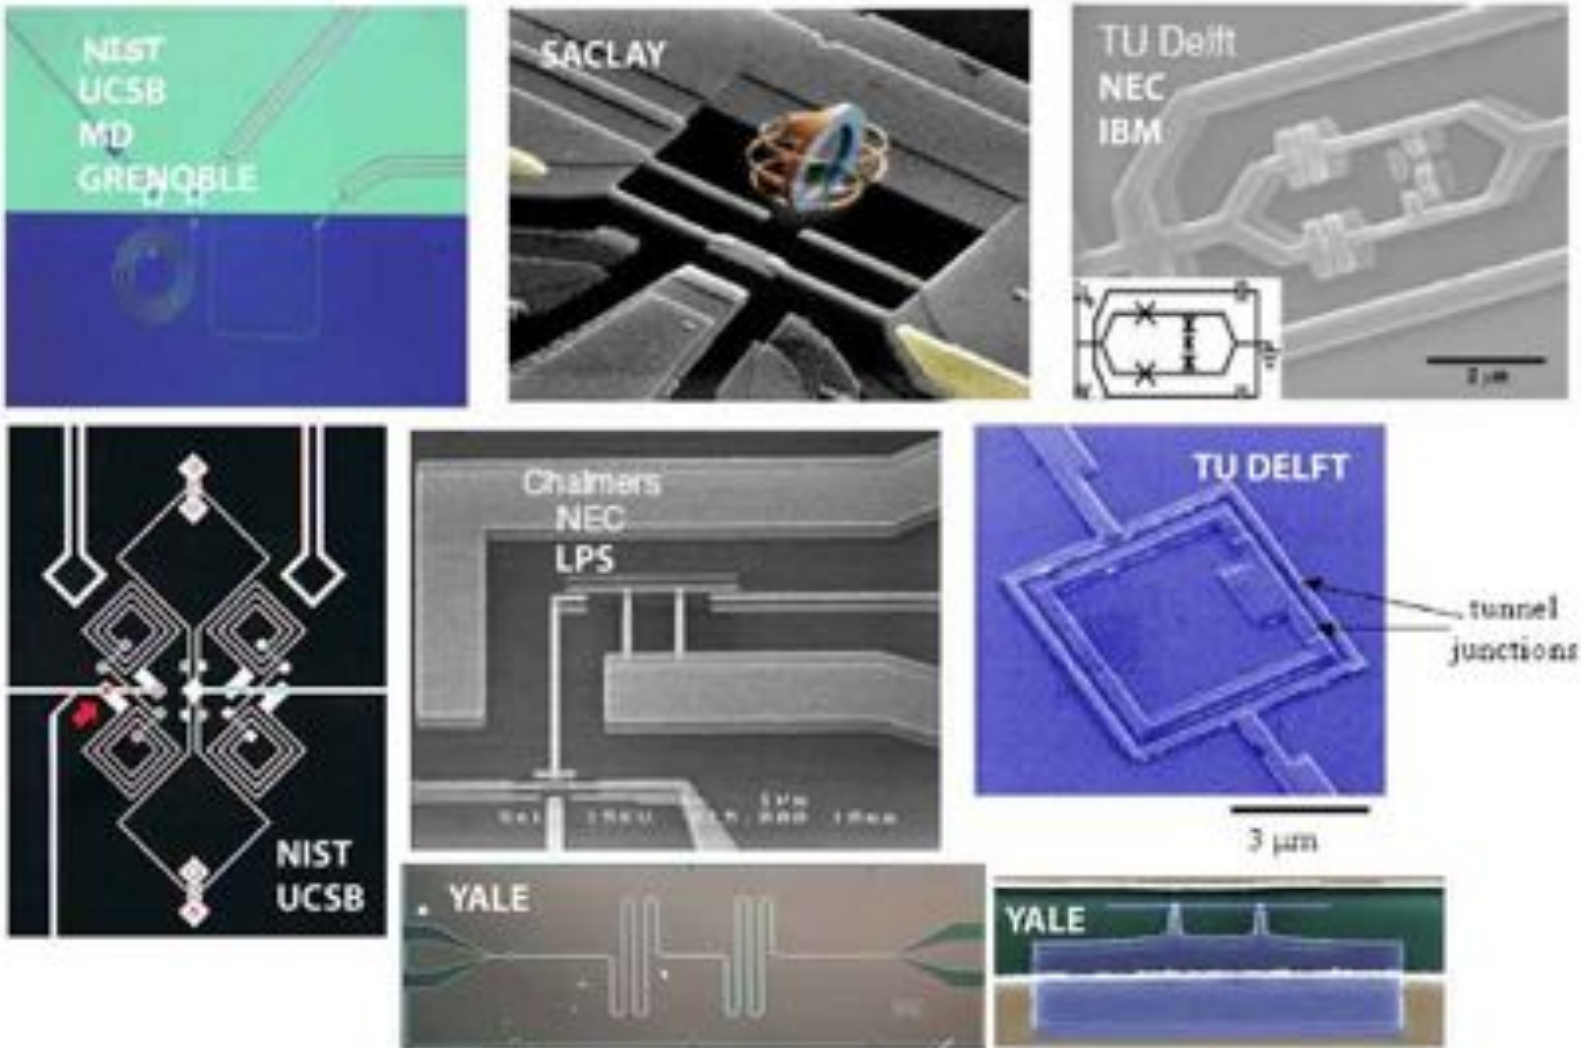 NIST
UCSB
MD
GRENOBLE
SACLAY
TU Delft
NEC
IBM
NIST
UCSB
Chalmers
NEC
LPS
TU DELFT
tunnel
junctions
3 μm
YALE
YALE